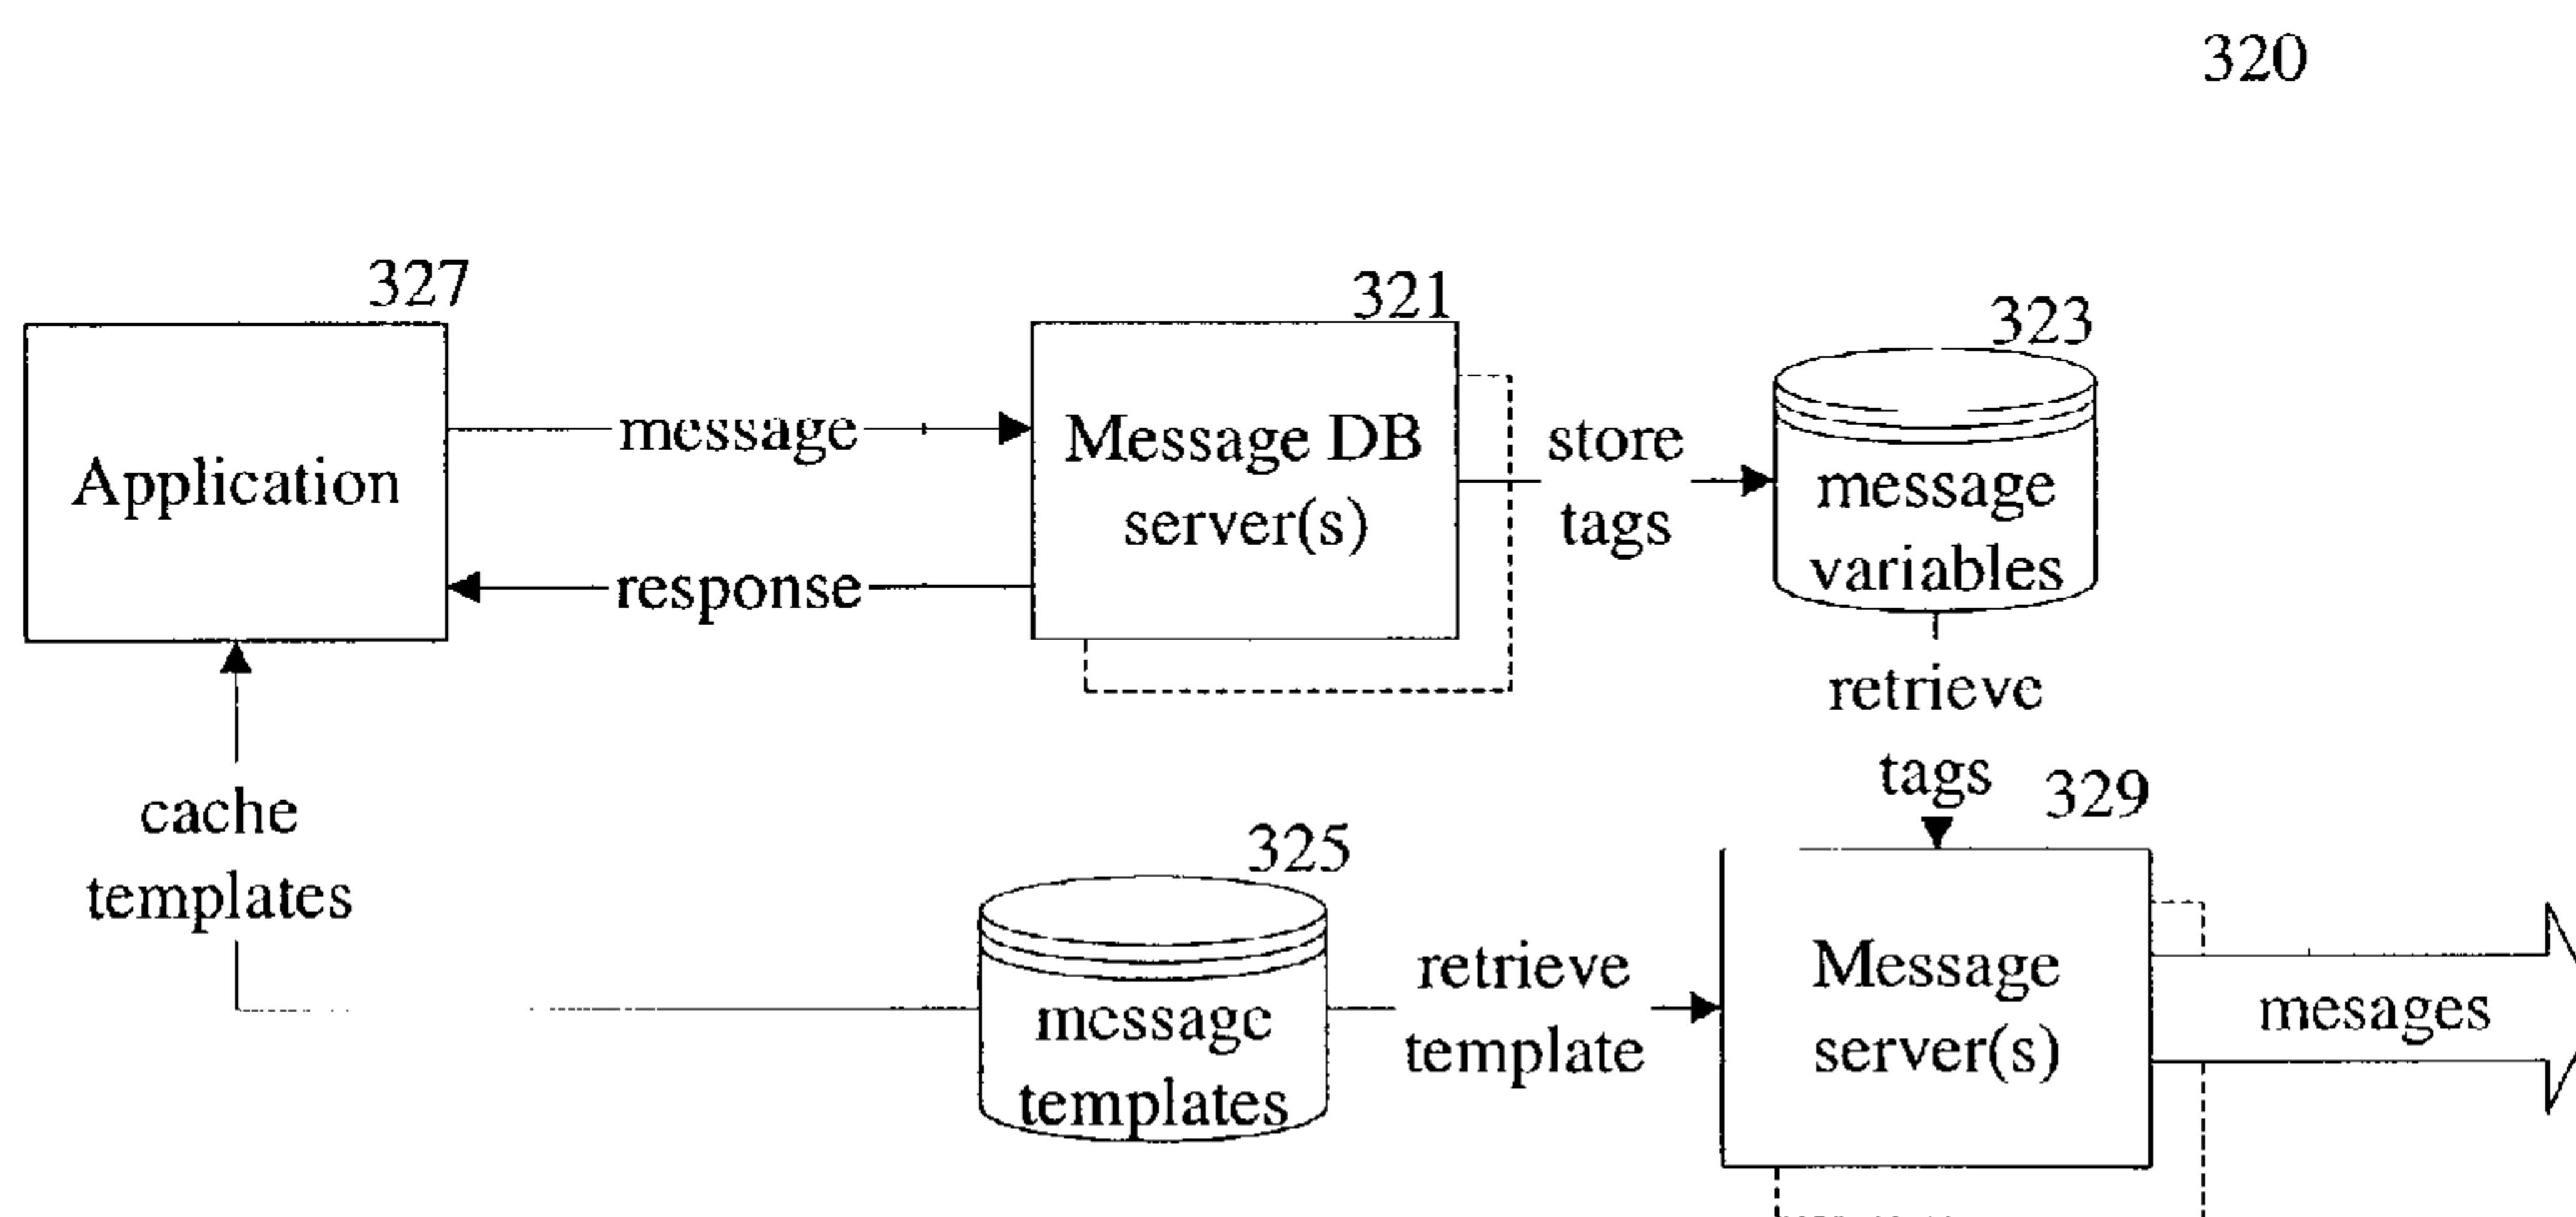 320
327
321
323
Application
message
response
Message DB
server(s)
store
tags
message
variables
retrieve
tags
329
cache
templates
325
message
templates
retrieve
template
Message
server(s)
mesages